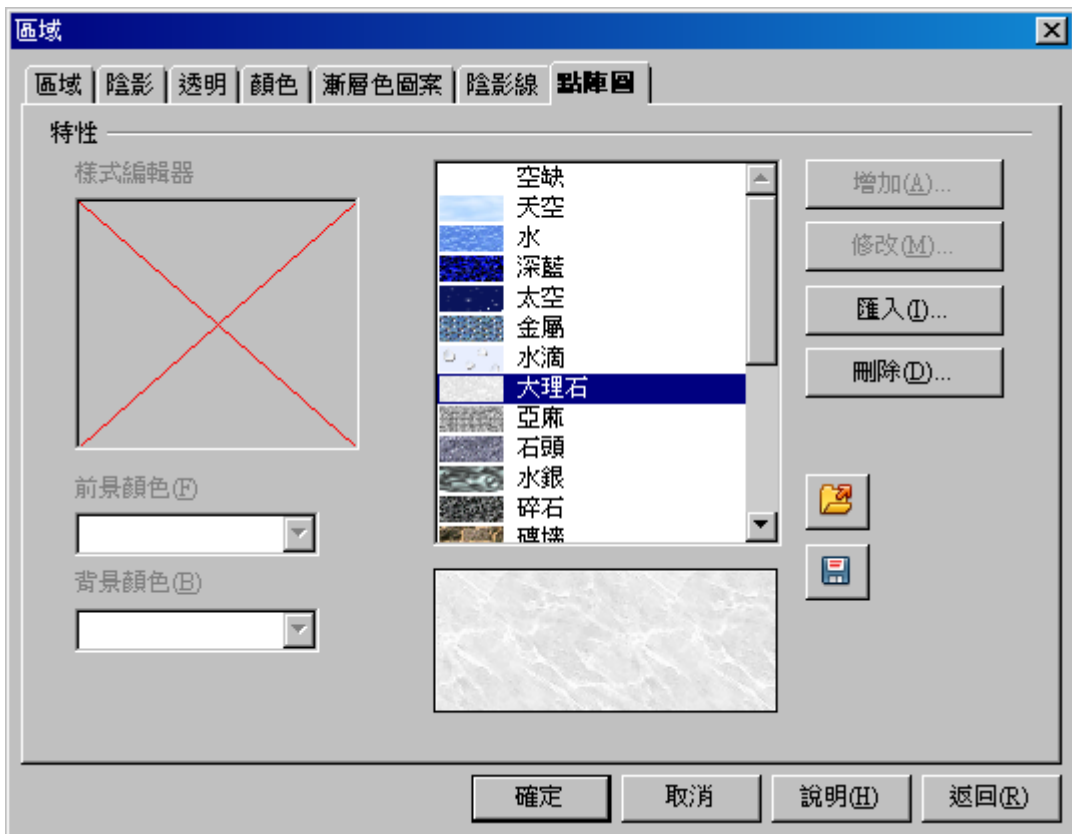 區域
區域 陰影 透明 顏色 漸層色圖案 陰影線 點陣圖
特性
樣式編輯器
前景顏色(F)
背景顏色(B)
空缺
天空
水
深藍
太空
金屬
水滴
大理石
亞麻
石頭
水銀
碎石
磚墻
增加(A)...
修改(M)...
匯入(I)...
刪除(D)...
確定 取消 說明(H) 返回(R)